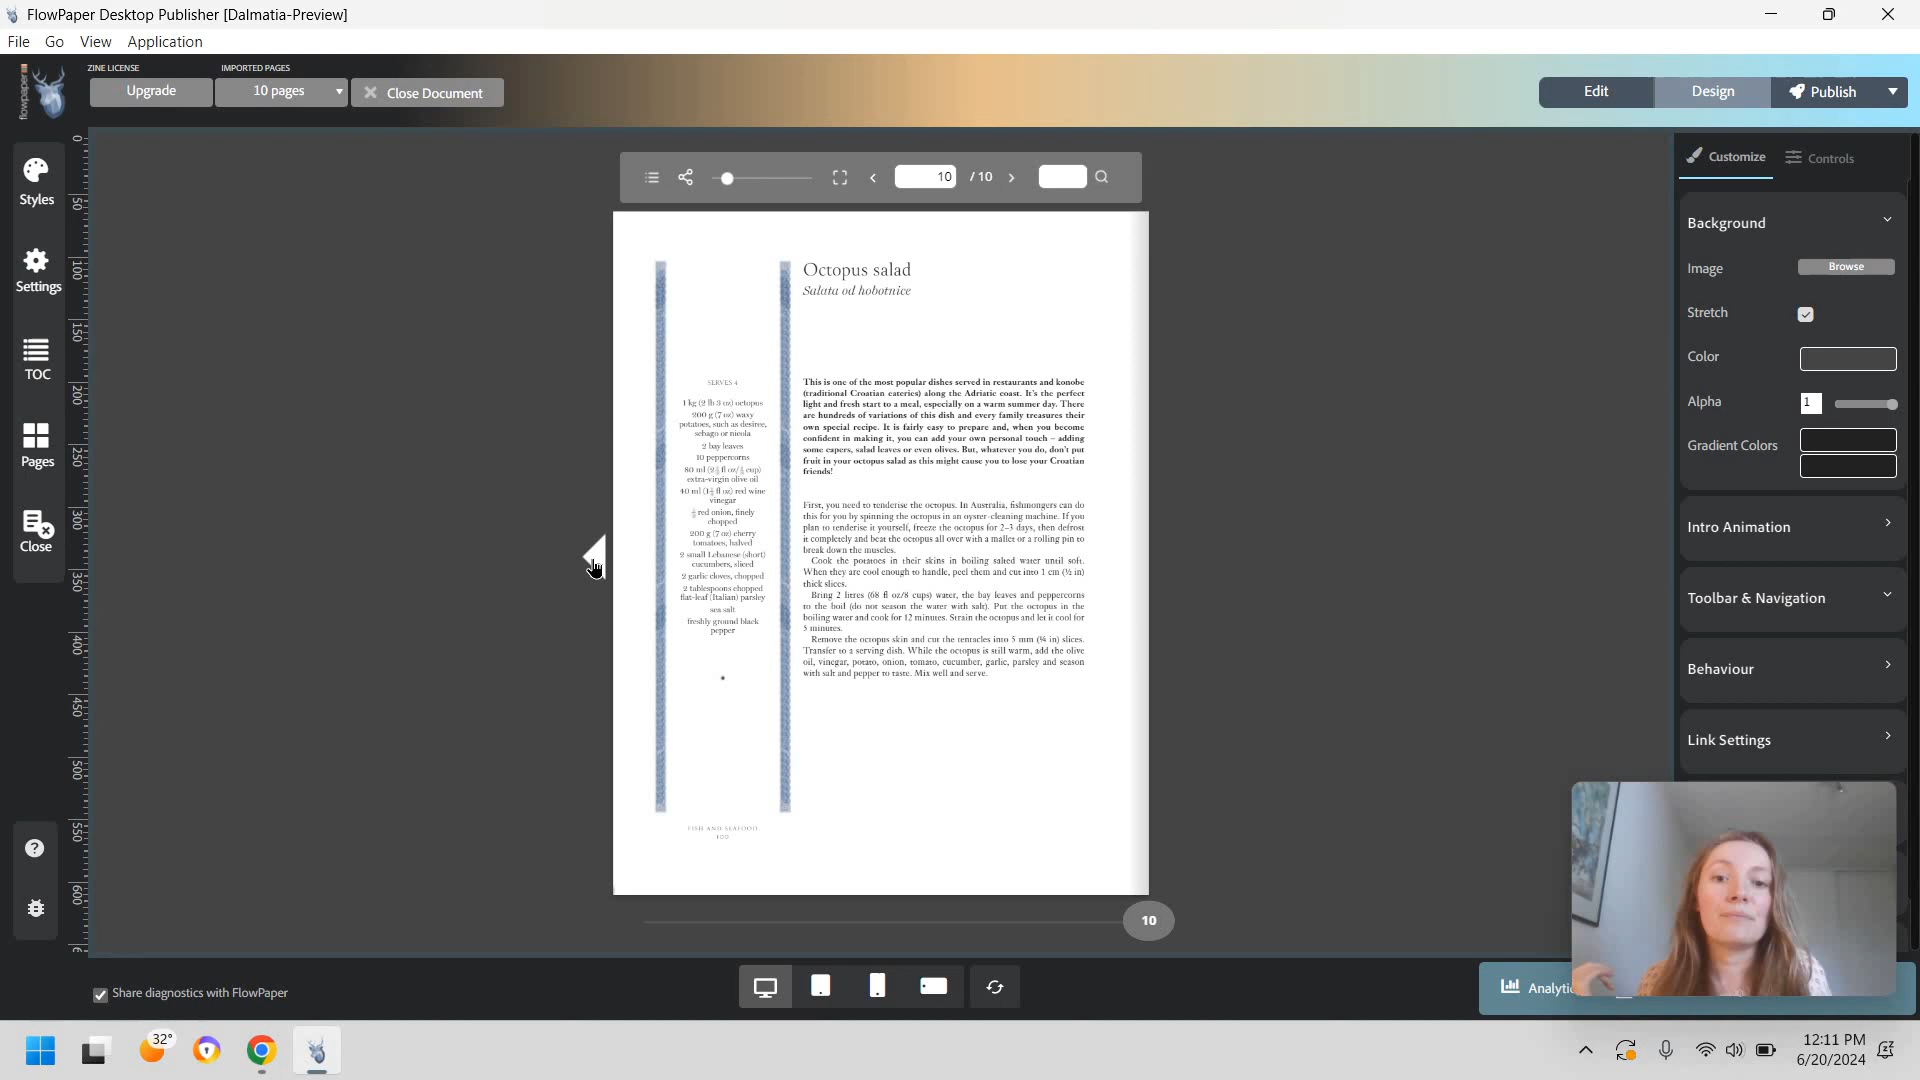 FlowPaper Desktop Publisher [Dalmatia-Preview]
File Go View Application
ZINE LICENSE
IMPORTED PAGES
Upgrade
10 pages
Close Document
Edit
Design
Publish
flowpaper
Styles
Settings
TOC
Pages
Close
0
50
100
150
200
250
300
350
400
450
500
550
600
10
/ 10
Octopus salad
Salata od hobotnice
SERVES 4
1 kg (2 lb 3 oz) octopus
200 g (7 oz) waxy
potatoes, such as desiree,
sebago or nicola
2 bay leaves
10 peppercorns
80 ml (2½ fl oz/⅓ cup)
extra-virgin olive oil
40 ml (1¼ fl oz) red wine
vinegar
½ red onion, finely
chopped
200 g (7 oz) cherry
tomatoes, halved
2 small Lebanese (short)
cucumbers, sliced
2 garlic cloves, chopped
2 tablespoons chopped
flat-leaf (Italian) parsley
sea salt
freshly ground black
pepper
This is one of the most popular dishes served in restaurants and konobe
(traditional Croatian eateries) along the Adriatic coast. It's the perfect
light and fresh start to a meal, especially on a warm summer day. There
are hundreds of variations of this dish and every family treasures their
own special recipe. It is fairly easy to prepare and, when you become
confident in making it, you can add your own personal touch – adding
some capers, salad leaves or even olives. But, whatever you do, don't put
fruit in your octopus salad as this might cause you to lose your Croatian
friends!
First, you need to tenderise the octopus. In Australia, fishmongers can do
this for you by spinning the octopus in an oyster-cleaning machine. If you
plan to tenderise it yourself, freeze the octopus for 2–3 days, then defrost
it completely and beat the octopus all over with a mallet or a rolling pin to
break down the muscles.
Cook the potatoes in their skins in boiling salted water until soft.
When they are cool enough to handle, peel them and cut into 1 cm (½ in)
thick slices.
Bring 2 litres (68 fl oz/8 cups) water, the bay leaves and peppercorns
to the boil (do not season the water with salt). Put the octopus in the
boiling water and cook for 12 minutes. Strain the octopus and let it cool for
5 minutes.
Remove the octopus skin and cut the tentacles into 5 mm (¼ in) slices.
Transfer to a serving dish. While the octopus is still warm, add the olive
oil, vinegar, potato, onion, tomato, cucumber, garlic, parsley and season
with salt and pepper to taste. Mix well and serve.
FISH AND SEAFOOD
100
10
Customize
Controls
Background
Image
Browse
Stretch
Color
Alpha
1
Gradient Colors
Intro Animation
Toolbar & Navigation
Behaviour
Link Settings
Share diagnostics with FlowPaper
Analytic
32°
12:11 PM
6/20/2024